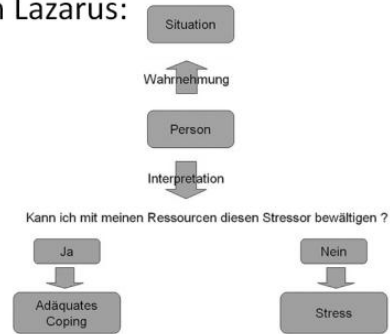 n Lazarus:
Situation
Wahrnehmung
Person
Interpretation
Kann ich mit meinen Ressourcen diesen Stressor bewältigen ?
Ja
Nein
Adäquates
Coping
Stress